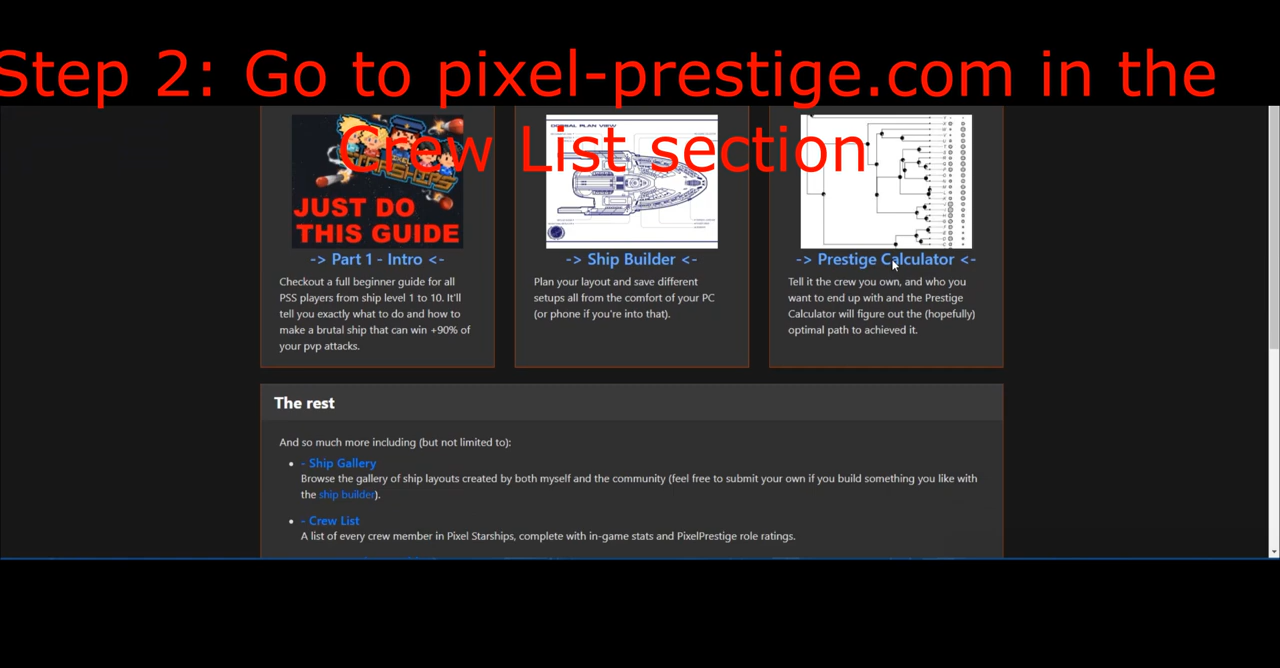 Step 2: Go to pixel-prestige.com in the
Crew List section
STARSHIPS
JUST DO
THIS GUIDE
-> Part 1 - Intro <-
Checkout a full beginner guide for all
PSS players from ship level 1 to 10. It'll
tell you exactly what to do and how to
make a brutal ship that can win +90% of
your pvp attacks.
-> Ship Builder <-
Plan your layout and save different
setups all from the comfort of your PC
(or phone if you're into that).
-> Prestige Calculator <-
Tell it the crew you own, and who you
want to end up with and the Prestige
Calculator will figure out the (hopefully)
optimal path to achieved it.
The rest
And so much more including (but not limited to):
- Ship Gallery
Browse the gallery of ship layouts created by both myself and the community (feel free to submit your own if you build something you like with
the ship builder).
- Crew List
A list of every crew member in Pixel Starships, complete with in-game stats and PixelPrestige role ratings.